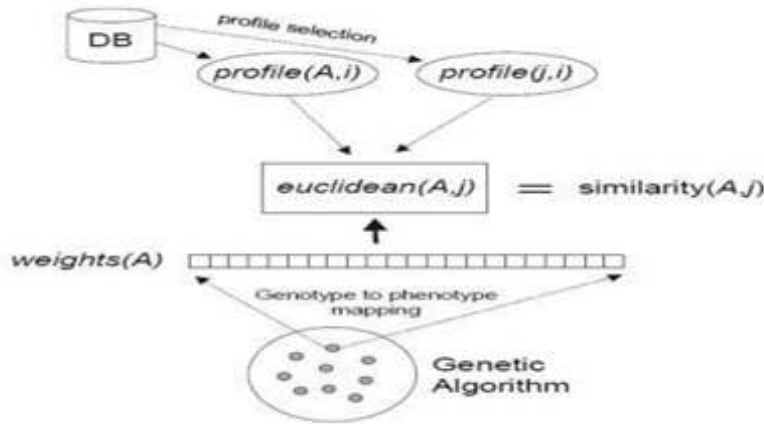 DB
profile selection
profile(A,i)
profile(j,i)
euclidean(A,j) = similarity(A,j)
weights(A)
Genotype to phenotype
mapping
Genetic
Algorithm